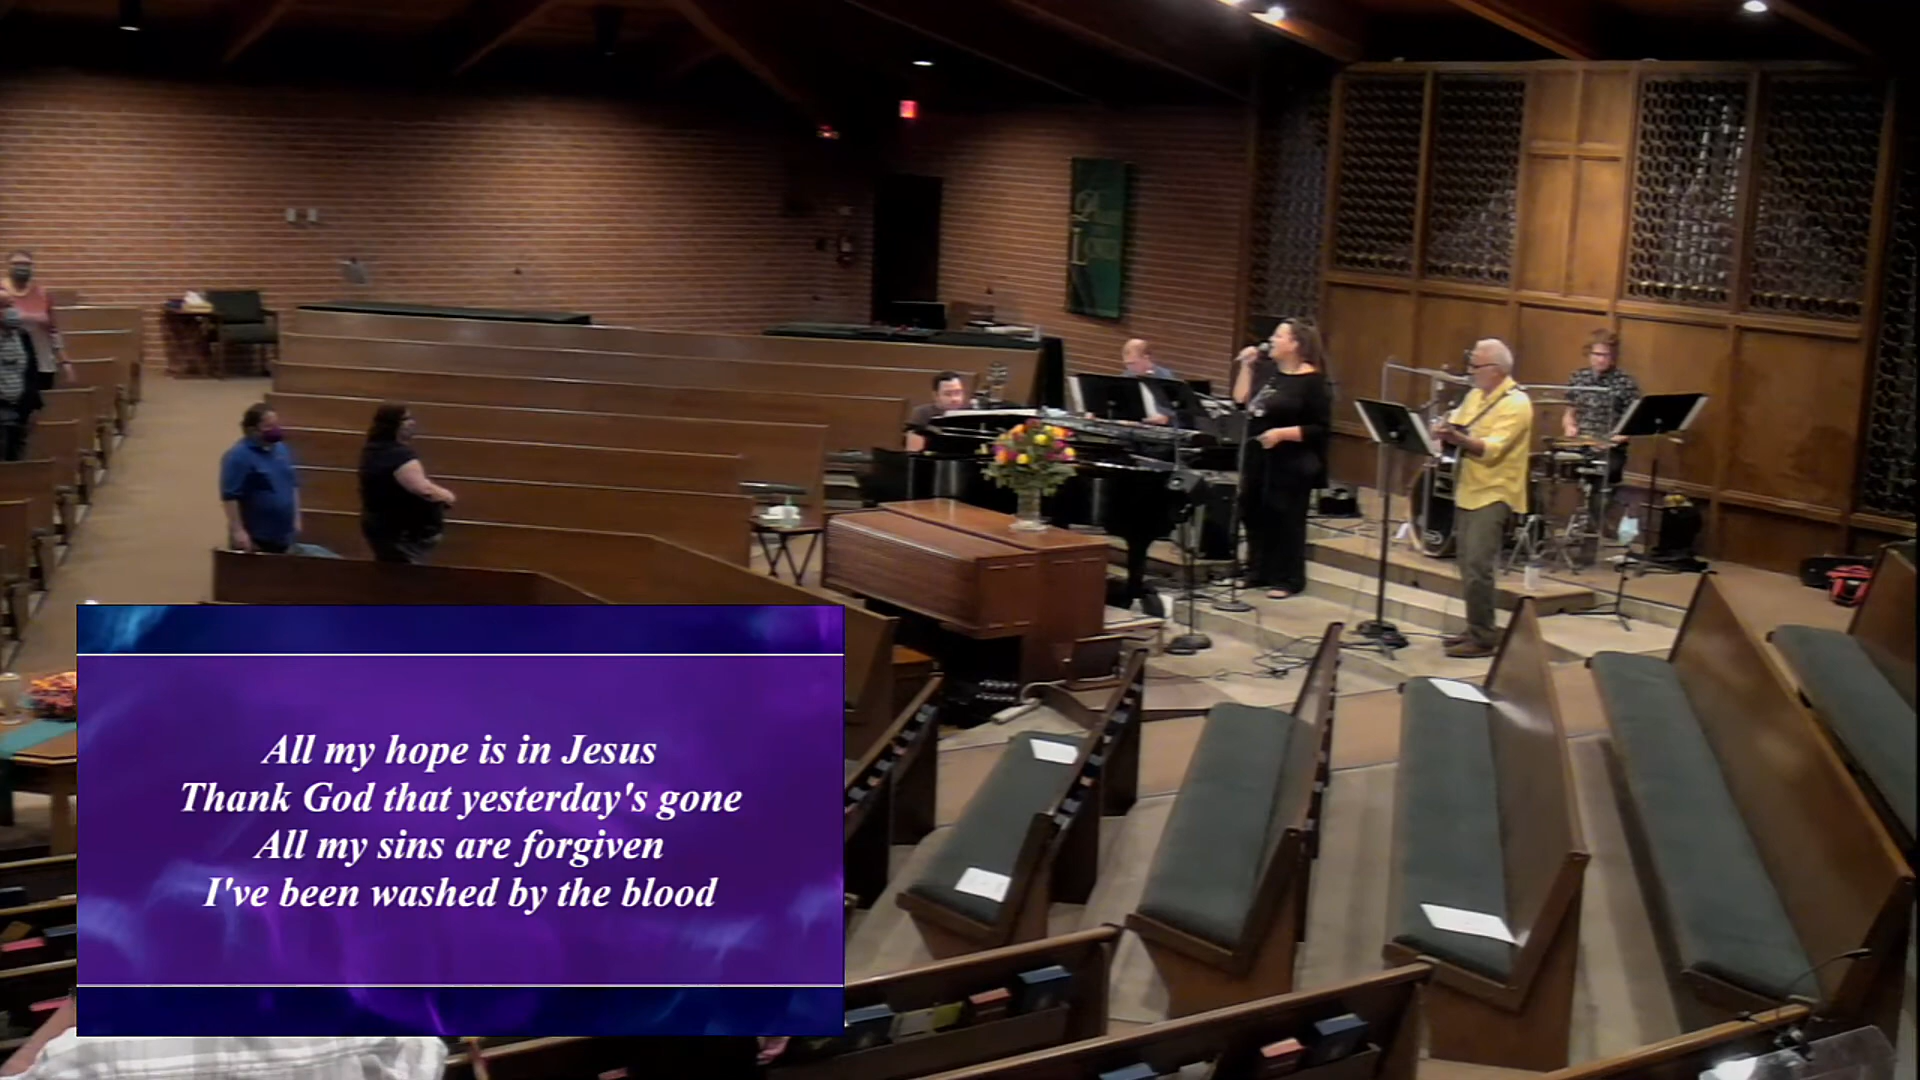 LORD
All my hope is in Jesus
Thank God that yesterday's gone
All my sins are forgiven
I've been washed by the blood